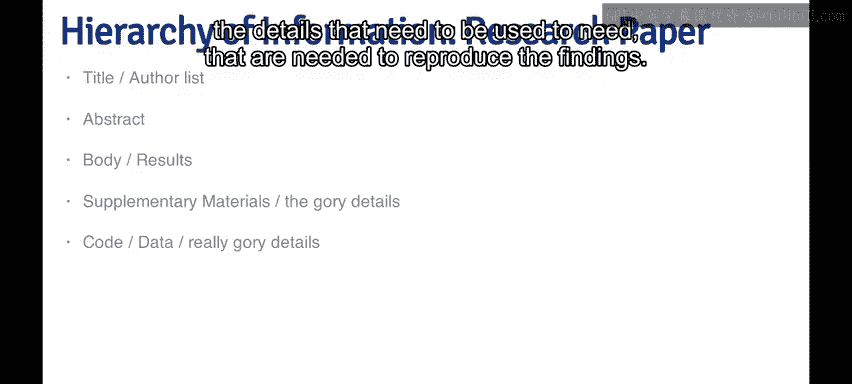 Hierarchy of Information: Research Paper
the details that need to be used to need,
that are needed to reproduce the findings.
Title / Author list
Abstract
Body / Results
Supplementary Materials / the gory details
Code / Data / really gory details